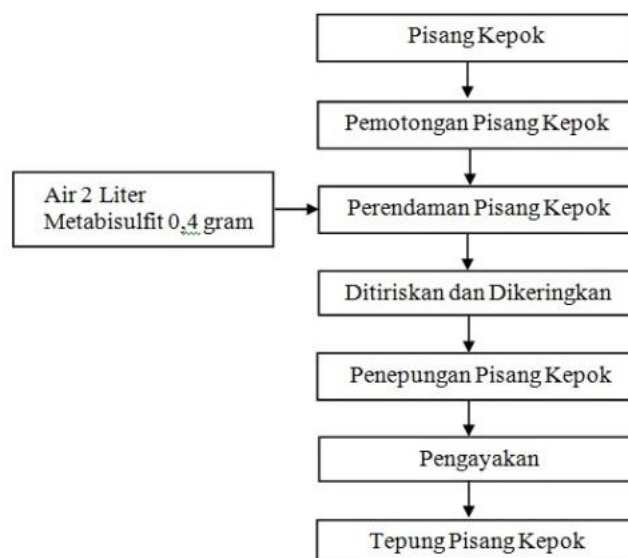 Pisang Kepok
Pemotongan Pisang Kepok
Air 2 Liter
Metabisulfit 0,4 gram
Perendaman Pisang Kepok
Ditiriskan dan Dikeringkan
Penepungan Pisang Kepok
Pengayakan
Tepung Pisang Kepok